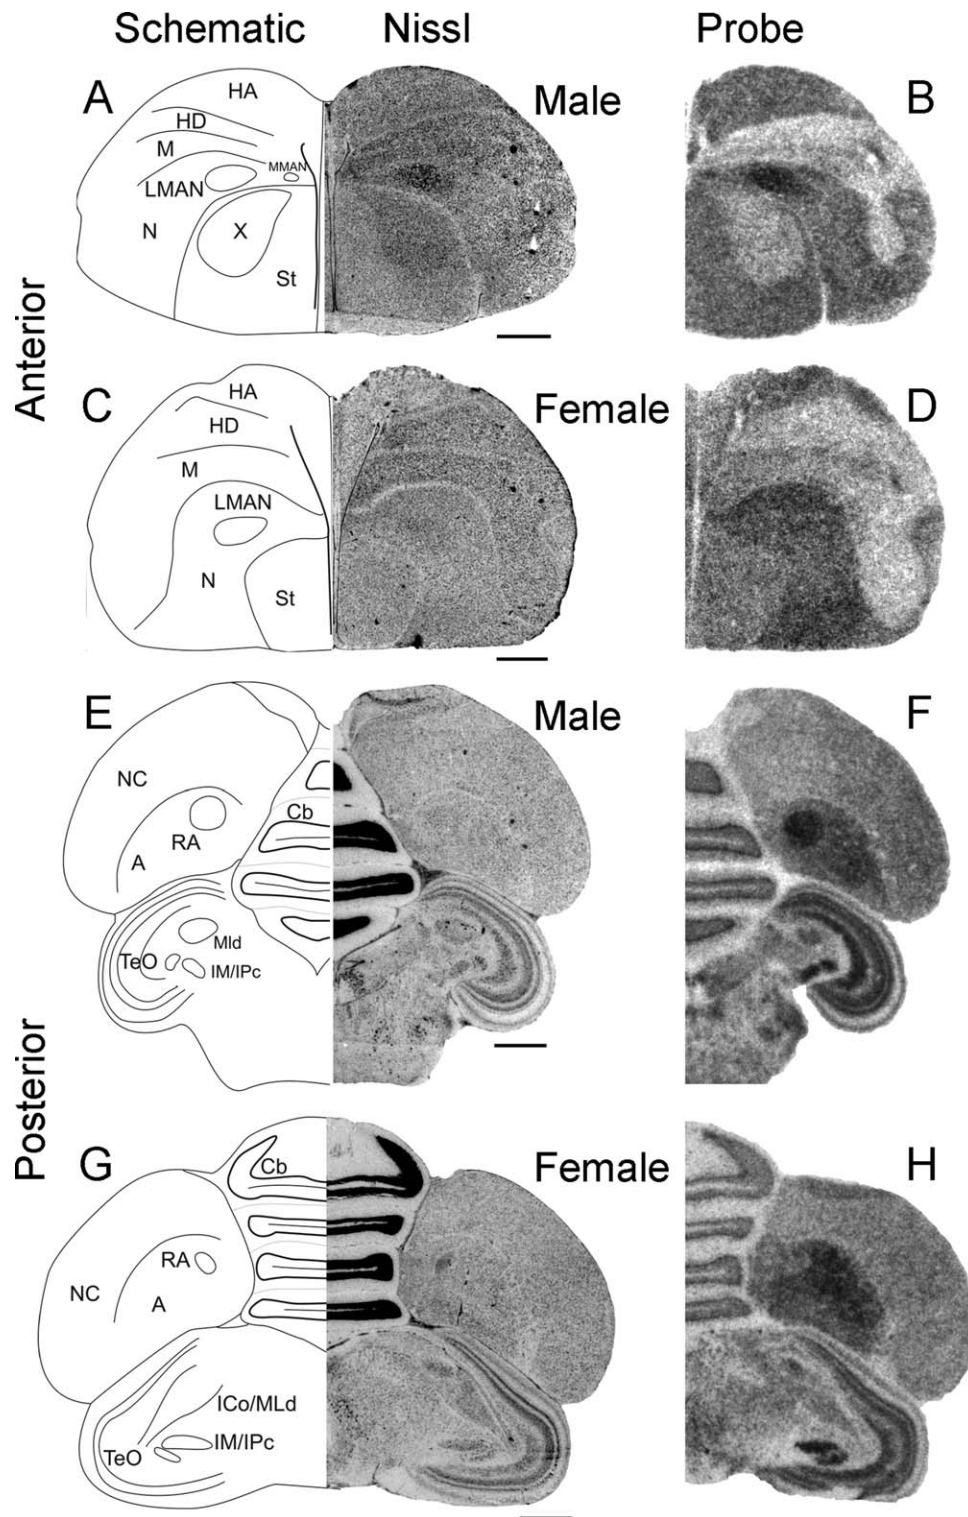 Schematic Nissl Probe
Anterior
A
HA
HD
M
MMAN
LMAN
N
X
St
Male
B
C
HA
HD
M
LMAN
N
St
Female
D
Posterior
E
NC
RA
A
Cb
Mld
TeO
IM/IPc
Male
F
G
Cb
RA
NC
A
ICo/MLd
IM/IPc
TeO
Female
H